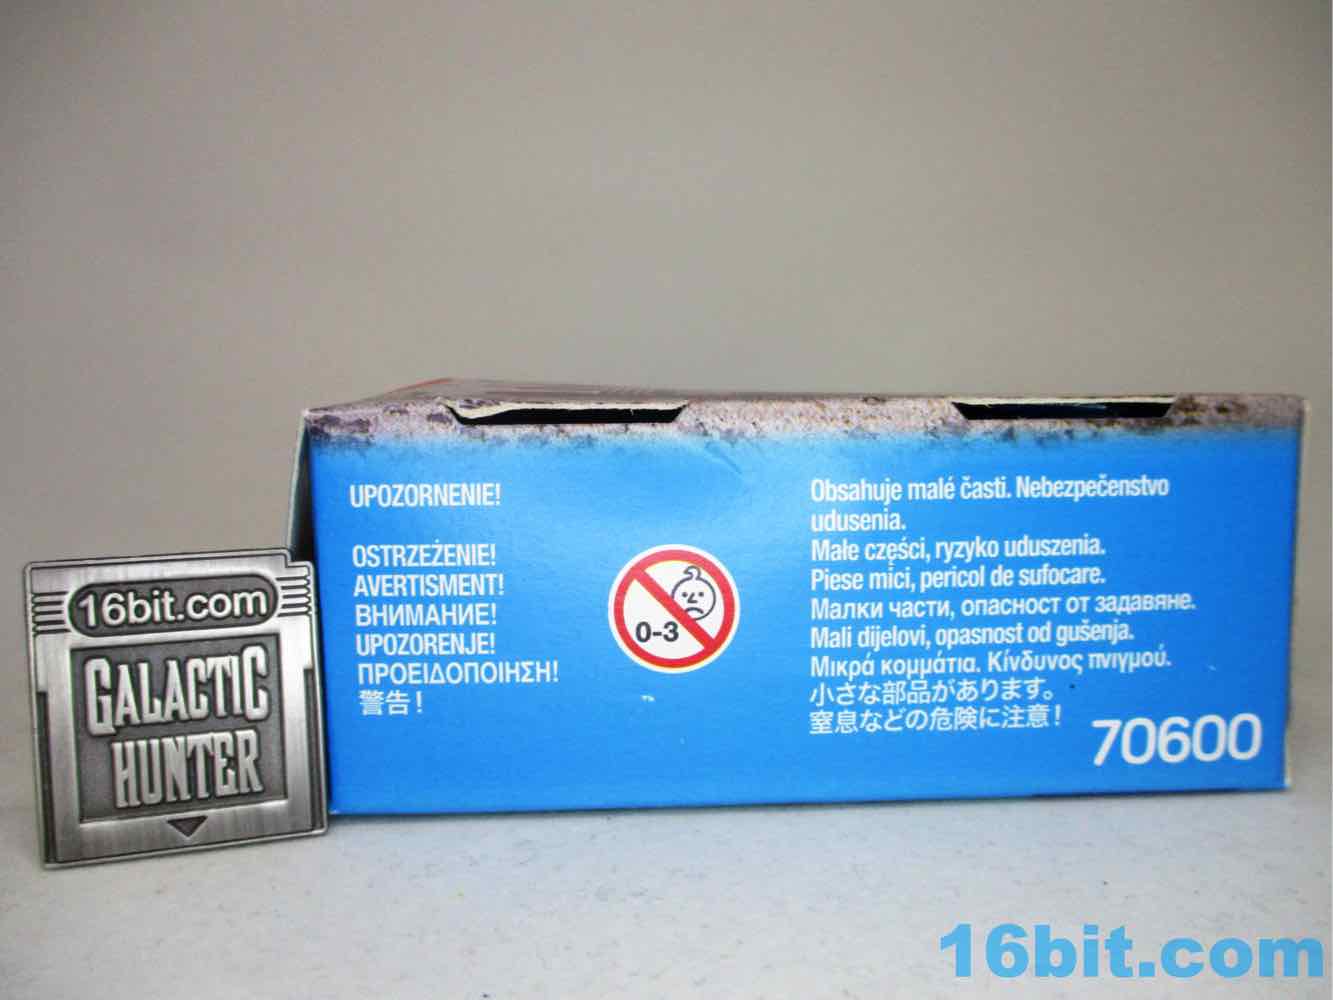 UPOZORNENIE!
OSTRZEŻENIE!
AVERTISMENT!
ВНИМАНИЕ!
UPOZORENJE!
ΠΡΟΕΙΔΟΠΟΙΗΣΗ!
警告!
0-3
Obsahuje malé časti. Nebezpečenstvo
udusenia.
Małe części, ryzyko uduszenia.
Piese mici, pericol de sufocare.
Малки части, опасност от задавяне.
Mali dijelovi, opasnost od gušenja.
Μικρά κομμάτια. Κίνδυνος πνιγμού.
小さな部品があります。
窒息などの危険に注意!
70600
16bit.com
GALACTIC
HUNTER
16bit.com